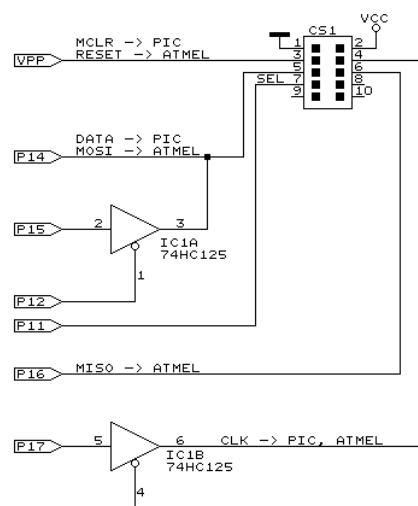 CS1
VCC
MCLR -> PIC
RESET -> ATMEL
VPP
1 2
3 4
5 6
SEL 7 8
9 10
DATA -> PIC
MOSI -> ATMEL
P14
P15
2 3
IC1A
74HC125
1
P12
P11
P16
MISO -> ATMEL
P17
5 6
CLK -> PIC, ATMEL
IC1B
74HC125
4